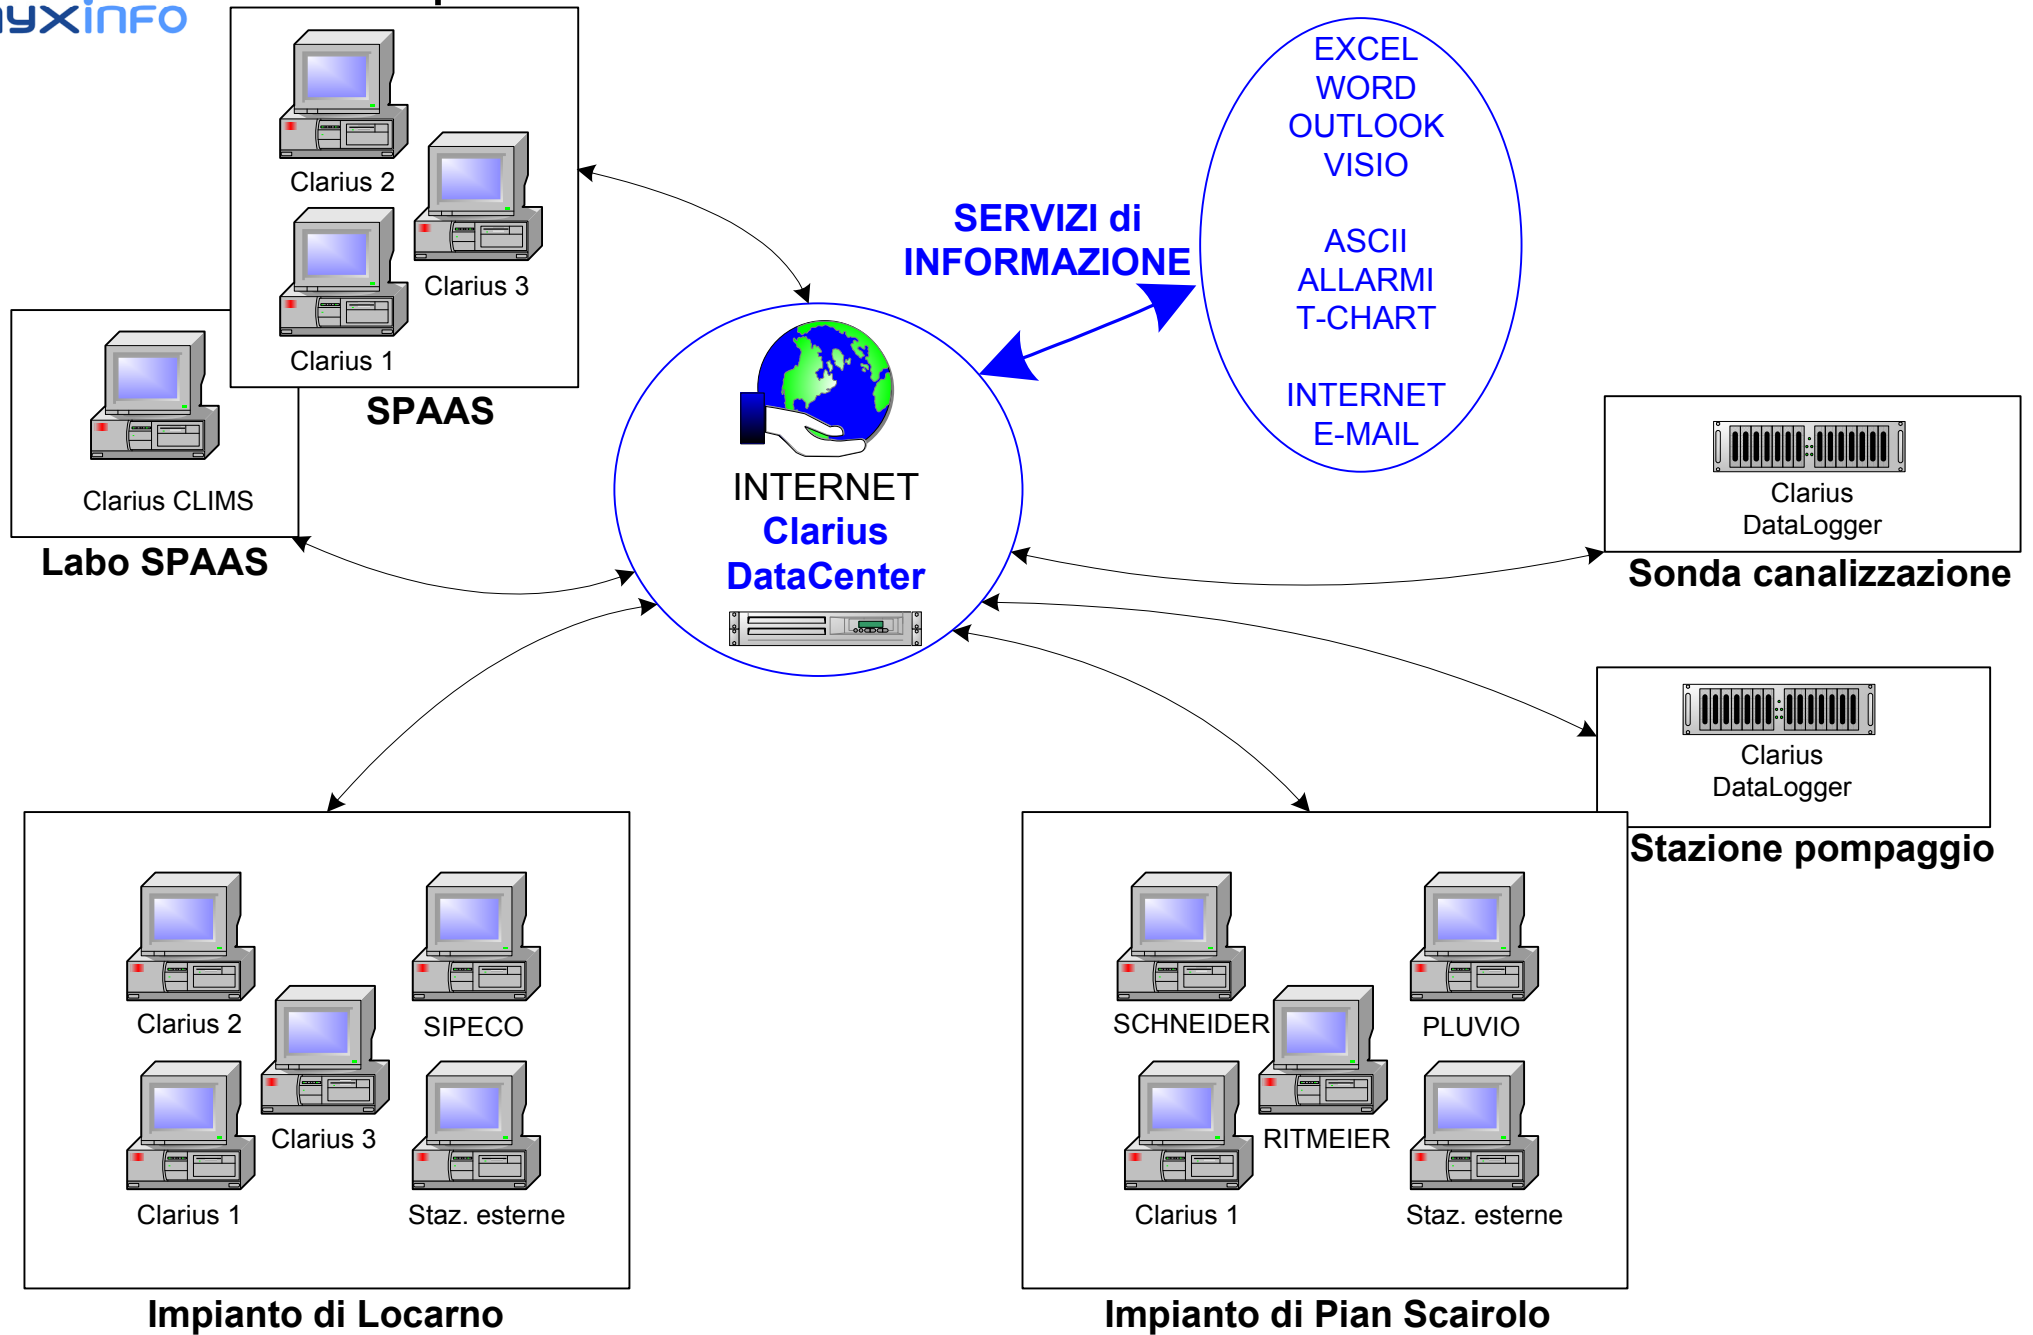 Clarius 2
Clarius 3
Clarius 1
SPAAS
Clarius CLIMS
Labo SPAAS
SERVIZI di
INFORMAZIONE
EXCEL
WORD
OUTLOOK
VISIO
ASCII
ALLARMI
T-CHART
INTERNET
E-MAIL
INTERNET
Clarius
DataCenter
Clarius
DataLogger
Sonda canalizzazione
Clarius
DataLogger
Stazione pompaggio
Clarius 2
SIPECO
Clarius 3
Clarius 1
Staz. esterne
Impianto di Locarno
SCHNEIDER
PLUVIO
RITMEIER
Clarius 1
Staz. esterne
Impianto di Pian Scairolo